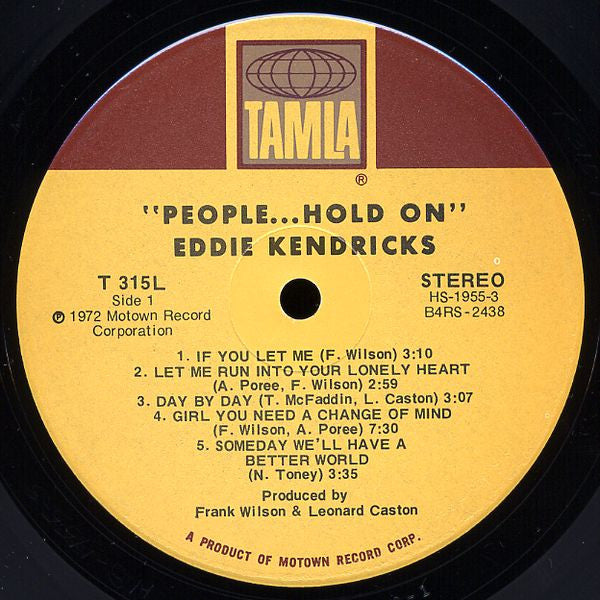 TAMLA
®
"PEOPLE...HOLD ON"
EDDIE KENDRICKS
T 315L
Side 1
℗ 1972 Motown Record
Corporation
STEREO
HS-1955-3
B4RS-2438
1. IF YOU LET ME (F. Wilson) 3:10
2. LET ME RUN INTO YOUR LONELY HEART
(A. Poree, F. Wilson) 2:59
3. DAY BY DAY (T. McFaddin, L. Caston) 3:07
4. GIRL YOU NEED A CHANGE OF MIND
(F. Wilson, A. Poree) 7:30
5. SOMEDAY WE'LL HAVE A
BETTER WORLD
(N. Toney) 3:35
Produced by
Frank Wilson & Leonard Caston
A PRODUCT OF MOTOWN RECORD CORP.